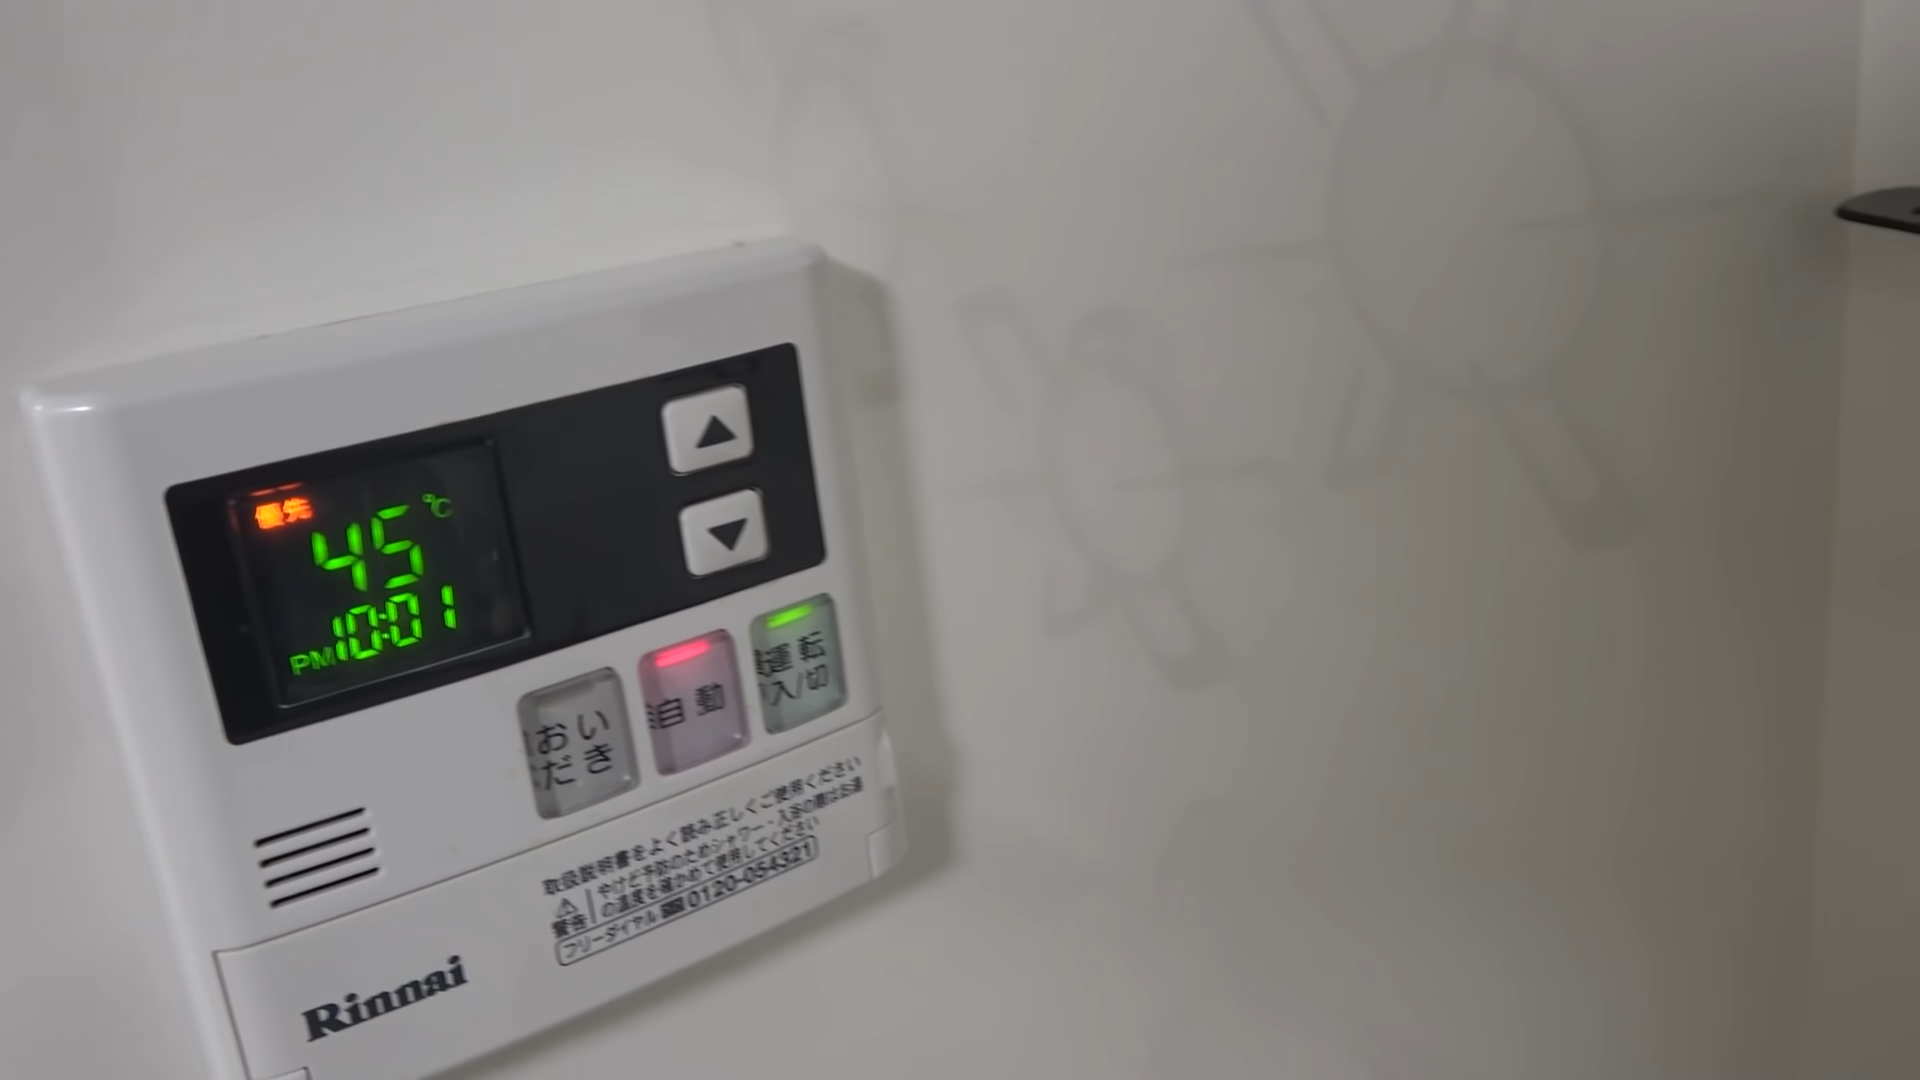 優先
45 ℃
PM 10:01
おい
だき
自動
運転
入/切
取扱説明書をよく読み正しくご使用ください
警告
やけど予防のためシャワー・入浴の際はお湯
の温度を確かめて使用してください
フリーダイヤル 0120-054321
Rinnai